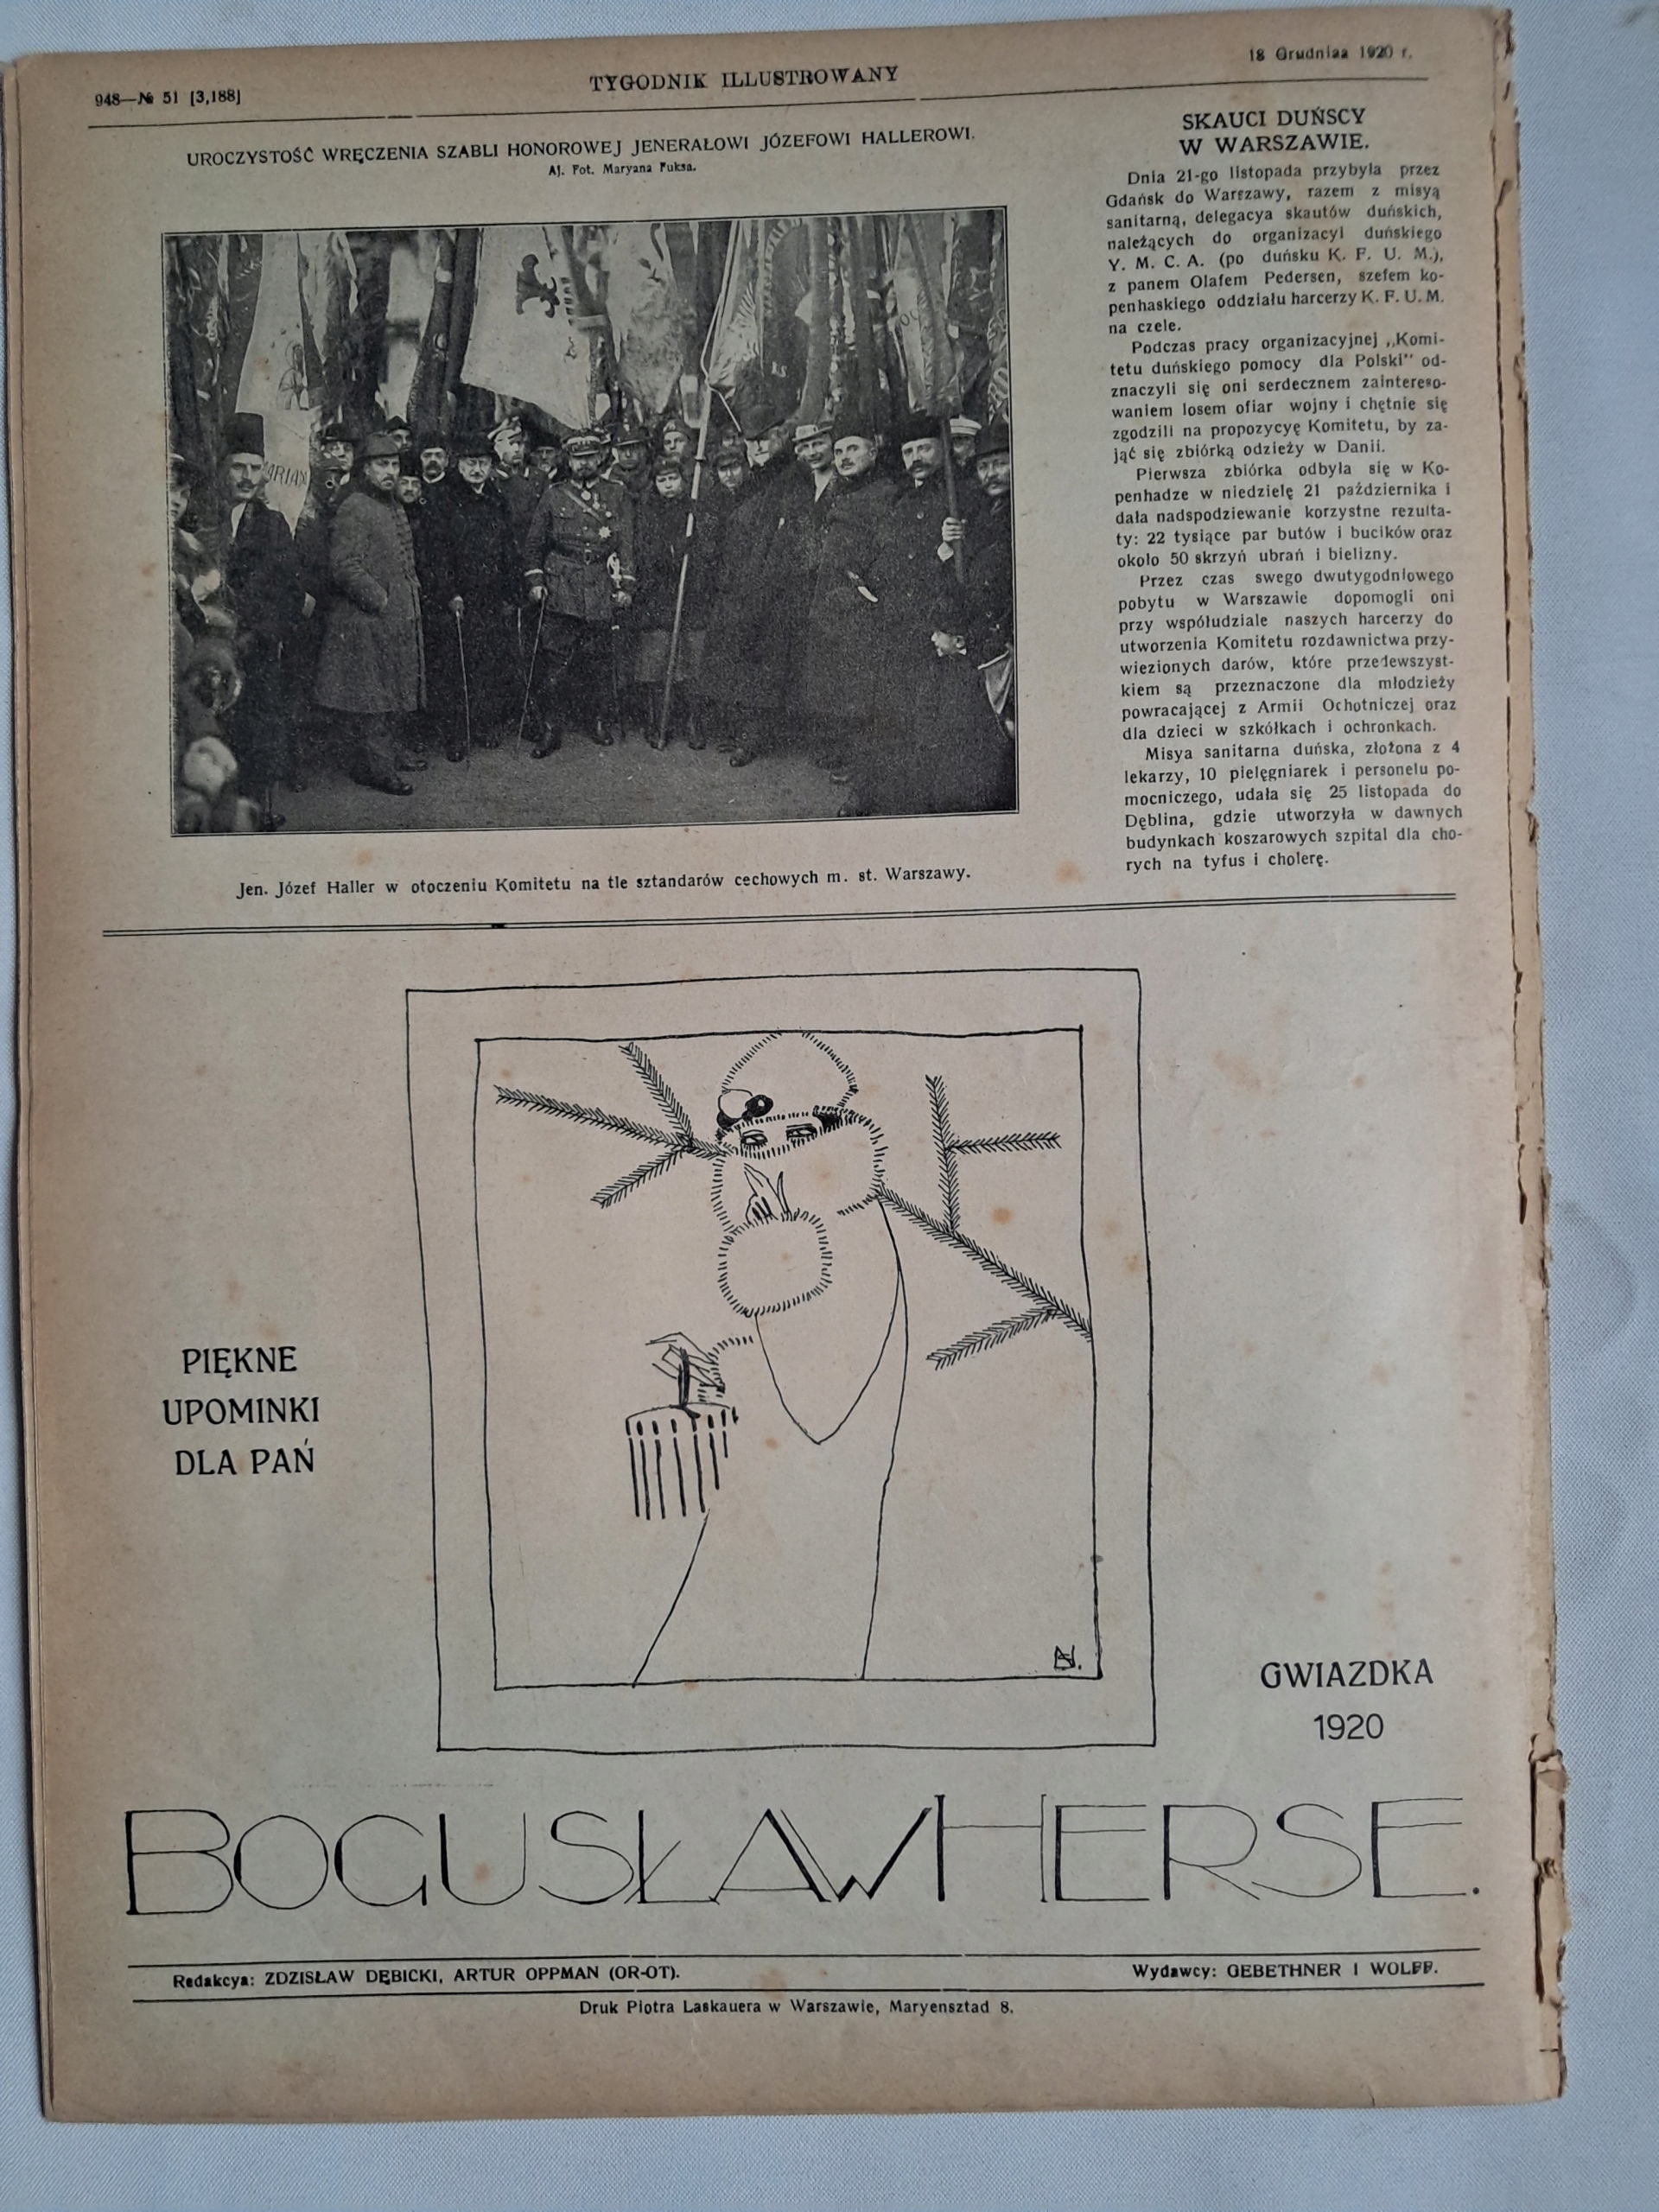 948—№ 51 [3,188]
TYGODNIK ILLUSTROWANY
18 Grudniaa 1920 r.
UROCZYSTOŚĆ WRĘCZENIA SZABLI HONOROWEJ JENERAŁOWI JÓZEFOWI HALLEROWI.
Aj. Fot. Maryana Fuksa.
Jen. Józef Haller w otoczeniu Komitetu na tle sztandarów cechowych m. st. Warszawy.
SKAUCI DUŃSCY
W WARSZAWIE.
Dnia 21-go listopada przybyła przez
Gdańsk do Warszawy, razem z misyą
sanitarną, delegacya skautów duńskich,
należących do organizacyi duńskiego
Y. M. C. A. (po duńsku K. F. U. M.),
z panem Olafem Pedersen, szefem ko-
penhaskiego oddziału harcerzy K. F. U. M.
na czele.
Podczas pracy organizacyjnej „Komi-
tetu duńskiego pomocy dla Polski" od-
znaczyli się oni serdecznem zaintereso-
waniem losem ofiar wojny i chętnie się
zgodzili na propozycyę Komitetu, by za-
jąć się zbiórką odzieży w Danii.
Pierwsza zbiórka odbyła się w Ko-
penhadze w niedzielę 21 października i
dała nadspodziewanie korzystne rezulta-
ty: 22 tysiące par butów i bucików oraz
około 50 skrzyń ubrań i bielizny.
Przez czas swego dwutygodniowego
pobytu w Warszawie dopomogli oni
przy współudziale naszych harcerzy do
utworzenia Komitetu rozdawnictwa przy-
wiezionych darów, które przedewszyst-
kiem są przeznaczone dla młodzieży
powracającej z Armii Ochotniczej oraz
dla dzieci w szkółkach i ochronkach.
Misya sanitarna duńska, złożona z 4
lekarzy, 10 pielęgniarek i personelu po-
mocniczego, udała się 25 listopada do
Dęblina, gdzie utworzyła w dawnych
budynkach koszarowych szpital dla cho-
rych na tyfus i cholerę.
PIĘKNE
UPOMINKI
DLA PAŃ
GWIAZDKA
1920
BOGUSŁAW HERSE.
Redakcya: ZDZISŁAW DĘBICKI, ARTUR OPPMAN (OR-OT).
Wydawcy: GEBETHNER I WOLFF.
Druk Piotra Laskauera w Warszawie, Maryensztad 8.